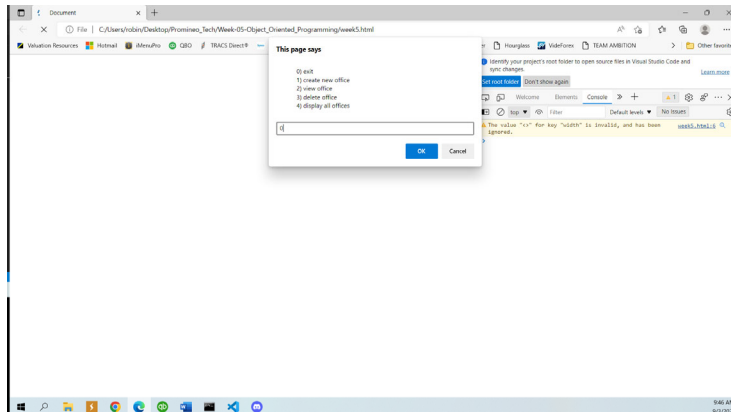 Document
File | C:/Users/robin/Desktop/Promineo_Tech/Week-05-Object_Oriented_Programming/week5.html
Valuation Resources Hotmail iMenuPro QBO TRACS Direct Hourglass VideForex TEAM AMBITION Other favorite
This page says
0) exit
1) create new office
2) view office
3) delete office
4) display all offices
0
OK Cancel
Identify your project's root folder to open source files in Visual Studio Code and
sync changes.
Learn more
Set root folder Don't show again
Welcome Elements Console
1
top Filter Default levels No Issues
The value "<>" for key "width" is invalid, and has been week5.html:6
ignored.
9:46 AM